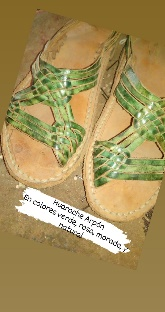 Huarache Arpón
En colores verde, rosa, morado, y
natural